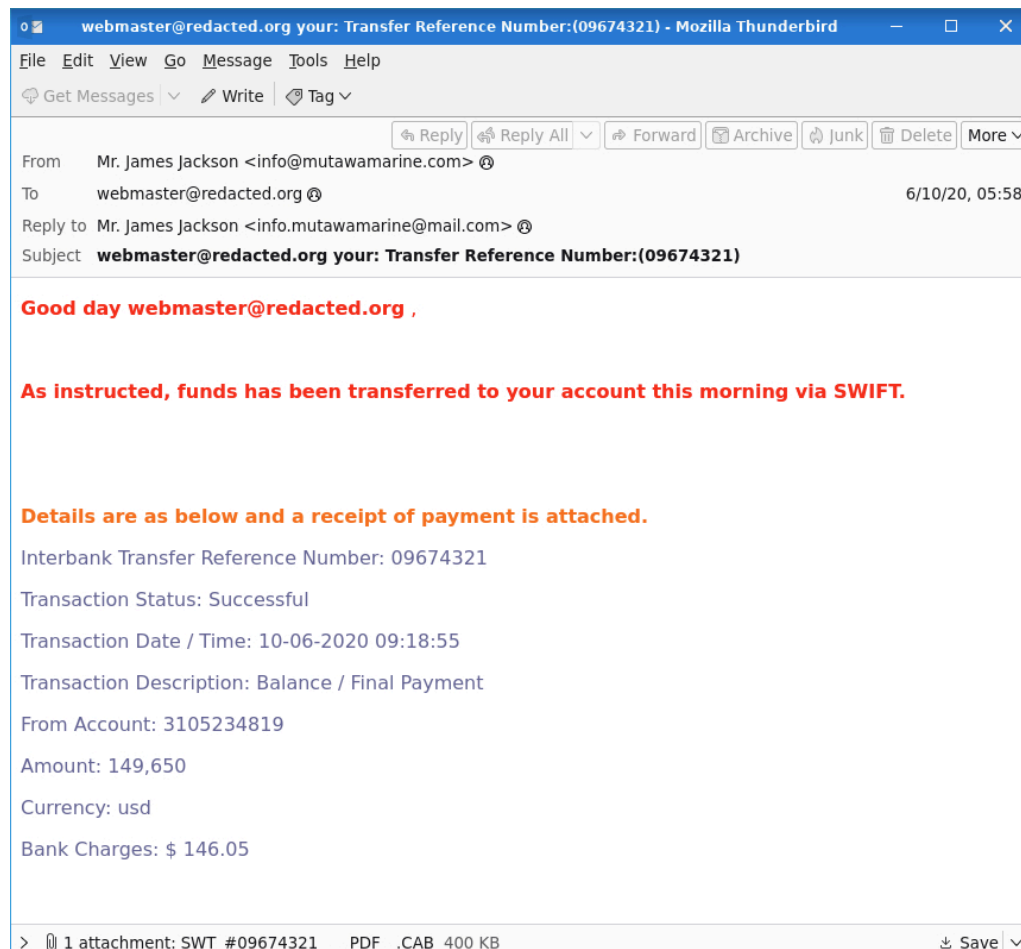 webmaster@redacted.org your: Transfer Reference Number:(09674321) - Mozilla Thunderbird
File Edit View Go Message Tools Help
Get Messages Write Tag
Reply Reply All Forward Archive Junk Delete More
From Mr. James Jackson <info@mutawamarine.com>
To webmaster@redacted.org 6/10/20, 05:58
Reply to Mr. James Jackson <info.mutawamarine@mail.com>
Subject webmaster@redacted.org your: Transfer Reference Number:(09674321)
Good day webmaster@redacted.org ,
As instructed, funds has been transferred to your account this morning via SWIFT.
Details are as below and a receipt of payment is attached.
Interbank Transfer Reference Number: 09674321
Transaction Status: Successful
Transaction Date / Time: 10-06-2020 09:18:55
Transaction Description: Balance / Final Payment
From Account: 3105234819
Amount: 149,650
Currency: usd
Bank Charges: $ 146.05
1 attachment: SWT_#09674321___PDF__.CAB 400 KB Save